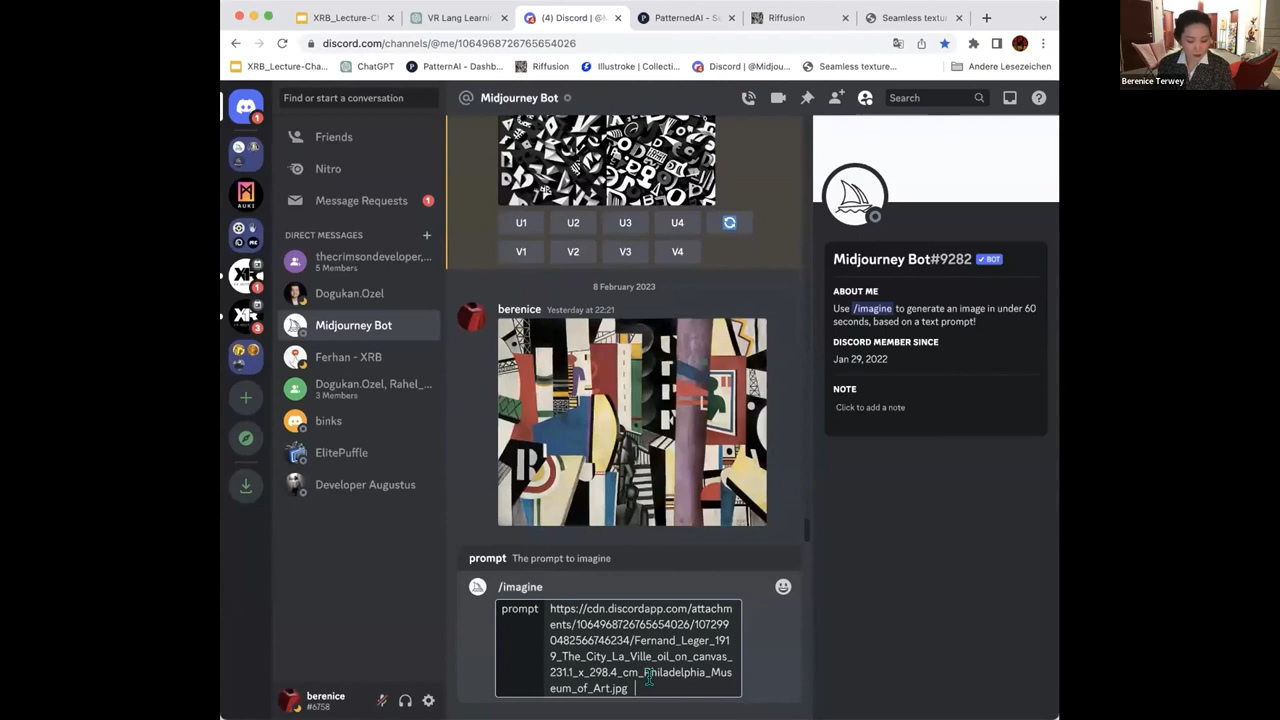 XRB_Lecture-Ch
VR Lang Learni
(4) Discord | @M
PatternedAI - Se
Riffusion
Seamless textur
discord.com/channels/@me/1064968726765654026
XRB_Lecture-Cha...
ChatGPT
PatternAI - Dashb...
Riffusion
Illustroke | Collecti...
Discord | @Midjou...
Seamless texture...
Andere Lesezeichen
Berenice Terwey
Find or start a conversation
Midjourney Bot
Search
Friends
Nitro
Message Requests
1
DIRECT MESSAGES
thecrimsondeveloper,...
5 Members
Dogukan.Ozel
Midjourney Bot
Ferhan - XRB
Dogukan.Ozel, Rahel_...
3 Members
binks
ElitePuffle
Developer Augustus
1
AUKI
1
3
berenice
#6758
U1 U2 U3 U4
V1 V2 V3 V4
8 February 2023
berenice Yesterday at 22:21
prompt The prompt to imagine
/imagine
prompt https://cdn.discordapp.com/attachm
ents/1064968726765654026/107299
0482566746234/Fernand_Leger_191
9_The_City_La_Ville_oil_on_canvas_
231.1_x_298.4_cm_Philadelphia_Mus
eum_of_Art.jpg
Midjourney Bot#9282 BOT
ABOUT ME
Use /imagine to generate an image in under 60
seconds, based on a text prompt!
DISCORD MEMBER SINCE
Jan 29, 2022
NOTE
Click to add a note